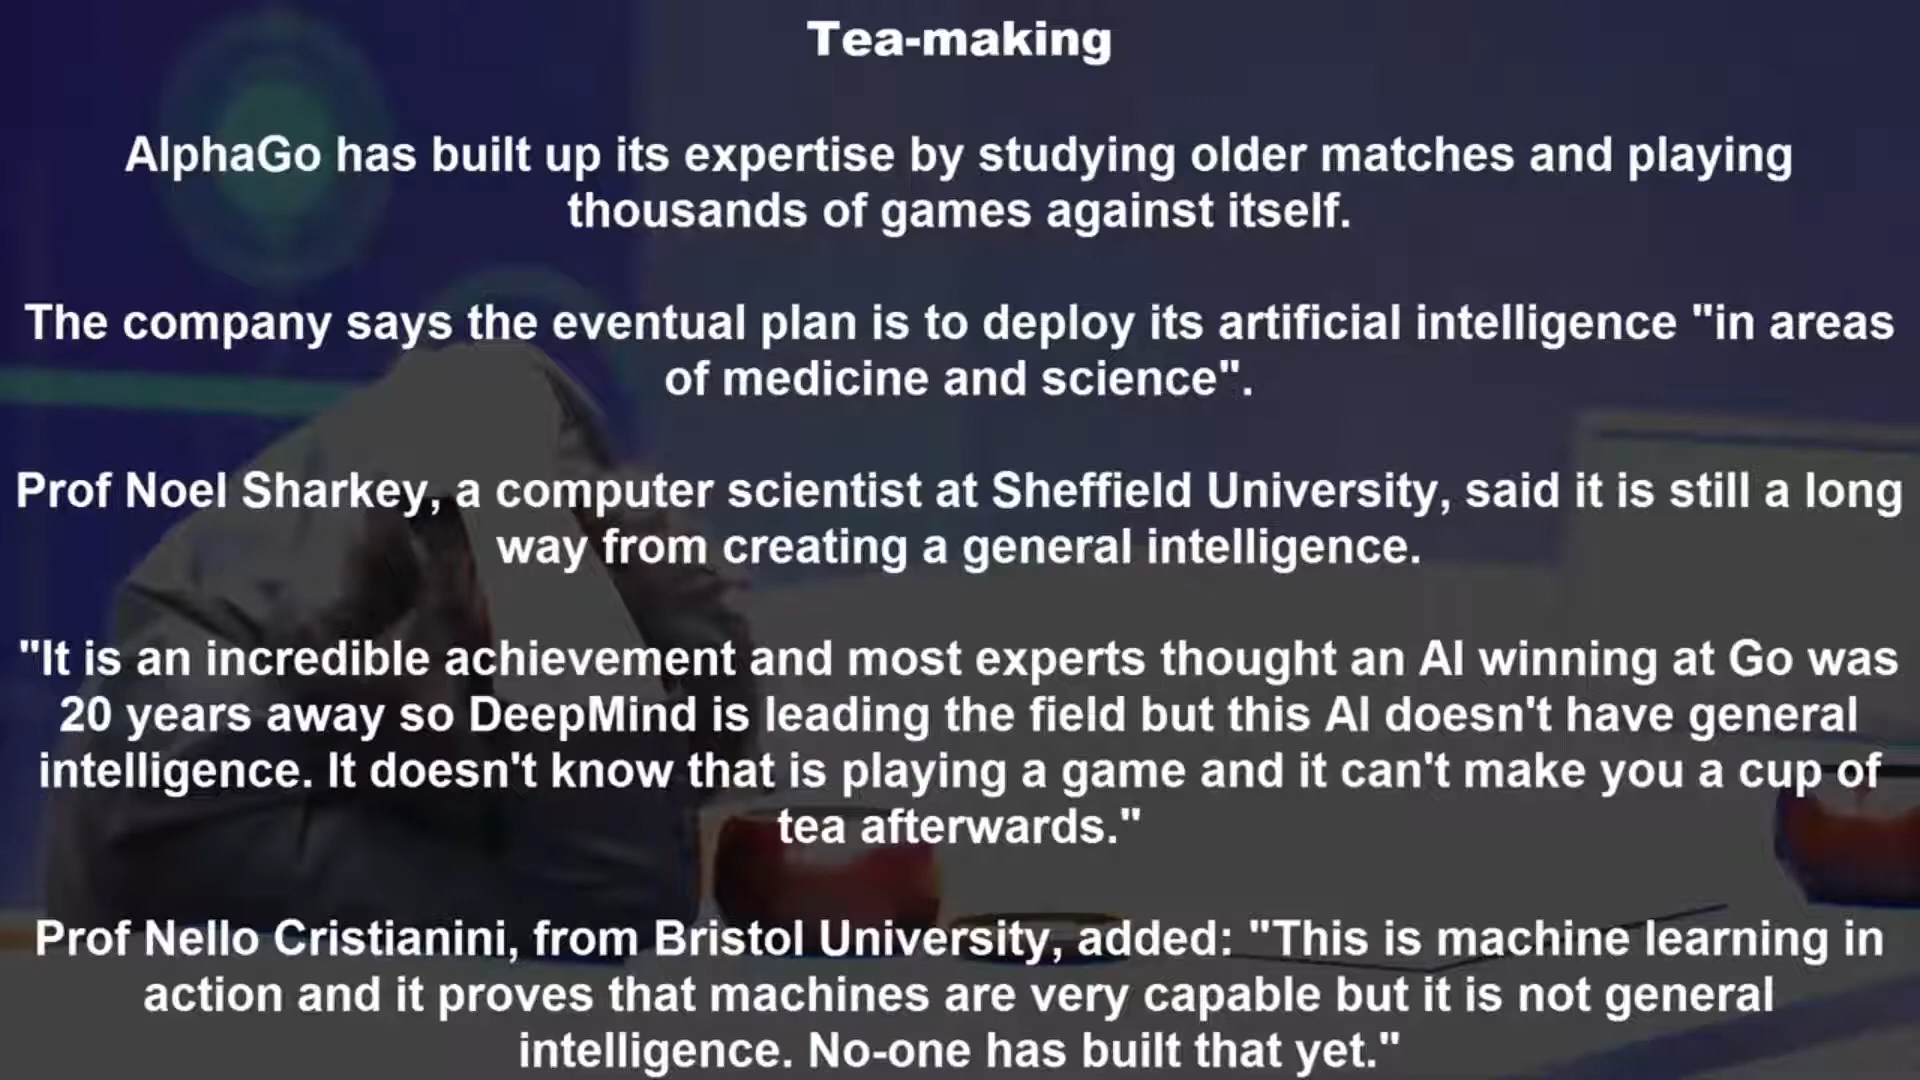 Tea-making
AlphaGo has built up its expertise by studying older matches and playing
thousands of games against itself.
The company says the eventual plan is to deploy its artificial intelligence "in areas
of medicine and science".
Prof Noel Sharkey, a computer scientist at Sheffield University, said it is still a long
way from creating a general intelligence.
"It is an incredible achievement and most experts thought an AI winning at Go was
20 years away so DeepMind is leading the field but this AI doesn't have general
intelligence. It doesn't know that is playing a game and it can't make you a cup of
tea afterwards."
Prof Nello Cristianini, from Bristol University, added: "This is machine learning in
action and it proves that machines are very capable but it is not general
intelligence. No-one has built that yet."